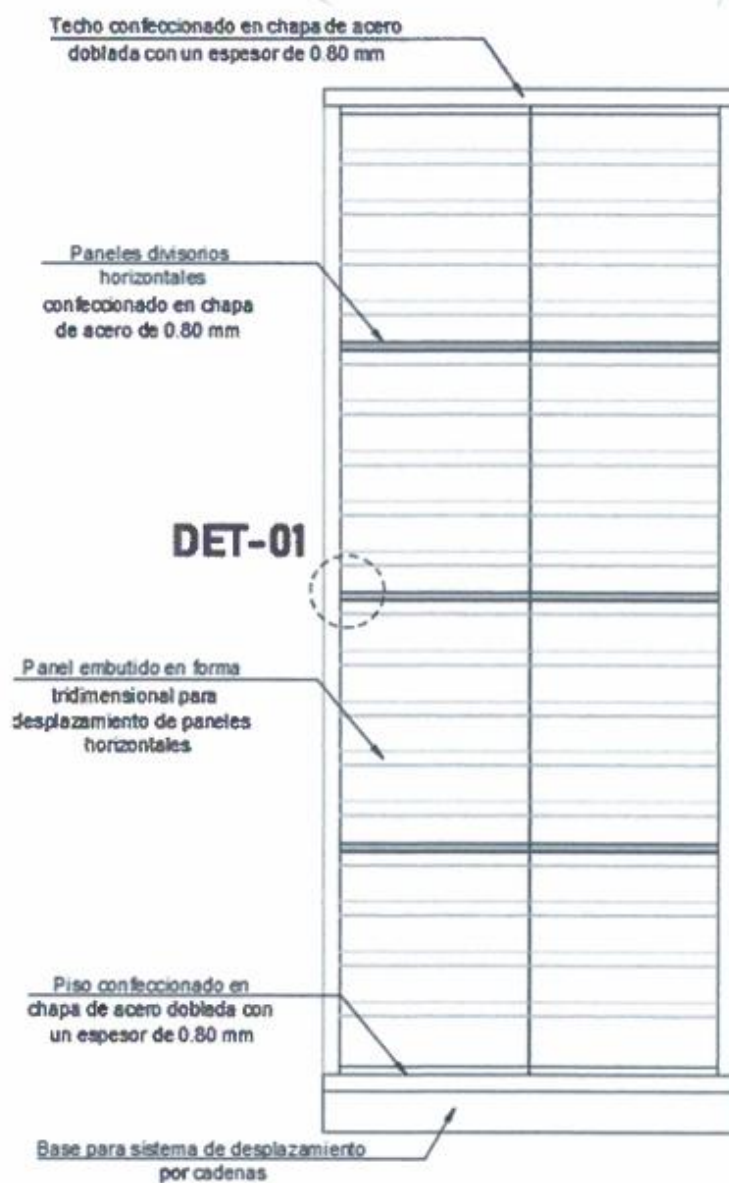 Techo confeccionado en chapa de acero
doblada con un espesor de 0.80 mm
Paneles divisorios
horizontales
confeccionado en chapa
de acero de 0.80 mm
DET-01
Panel embutido en forma
tridimensional para
desplazamiento de paneles
horizontales
Piso confeccionado en
chapa de acero doblada con
un espesor de 0.80 mm
Base para sistema de desplazamiento
por cadenas